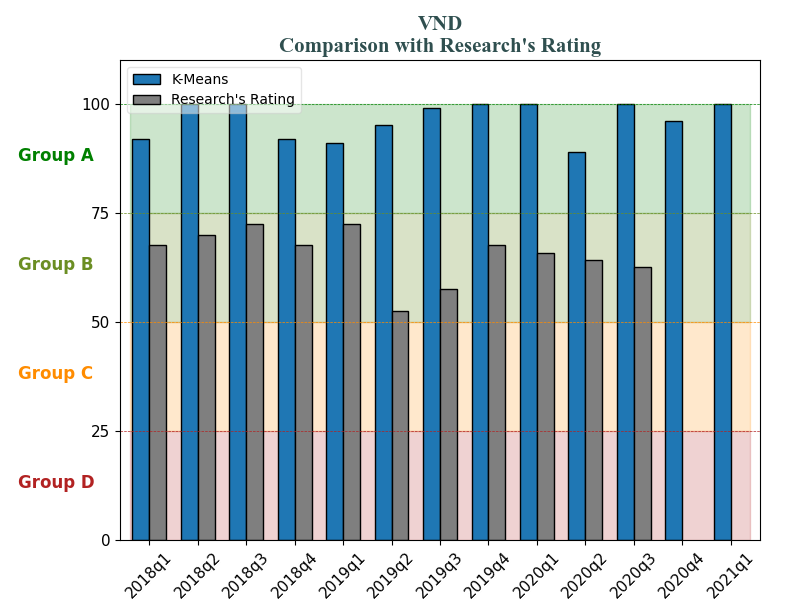 VND
Comparison with Research's Rating
K-Means
Research's Rating
100
Group A
75
Group B
50
Group C
25
Group D
0
2018q1 2018q2 2018q3 2018q4 2019q1 2019q2 2019q3 2019q4 2020q1 2020q2 2020q3 2020q4 2021q1